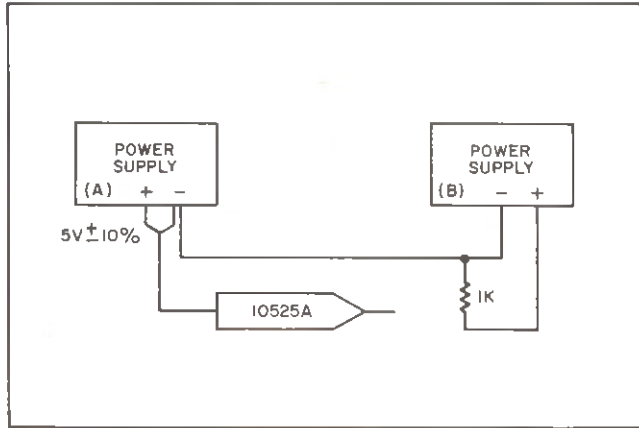 POWER
SUPPLY
(A) + −
5V ± 10%
10525A
POWER
SUPPLY
(B) − +
1K